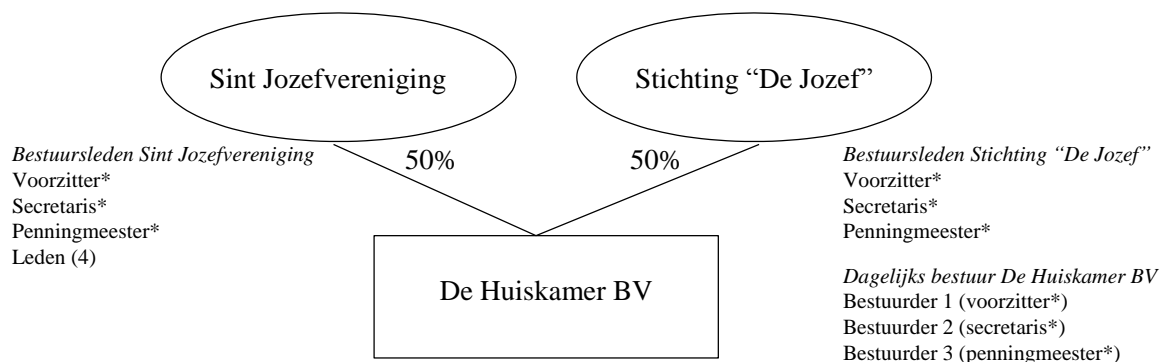 Sint Jozefvereniging
Stichting “De Jozef”
Bestuursleden Sint Jozefvereniging
Voorzitter*
Secretaris*
Penningmeester*
Leden (4)
50%
50%
Bestuursleden Stichting “De Jozef”
Voorzitter*
Secretaris*
Penningmeester*
De Huiskamer BV
Dagelijks bestuur De Huiskamer BV
Bestuurder 1 (voorzitter*)
Bestuurder 2 (secretaris*)
Bestuurder 3 (penningmeester*)